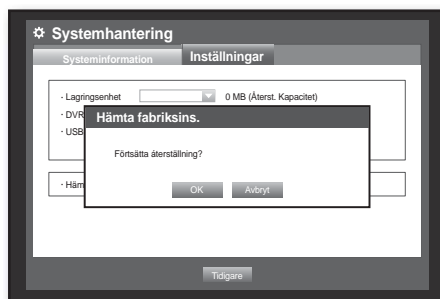 Systemhantering
Systeminformation Inställningar
· Lagringsenhet 0 MB (Återst. Kapacitet)
· DVR
· USB
Hämta fabriksins.
Förtsätta återställning?
· Häm
OK Avbryt
Tidigare